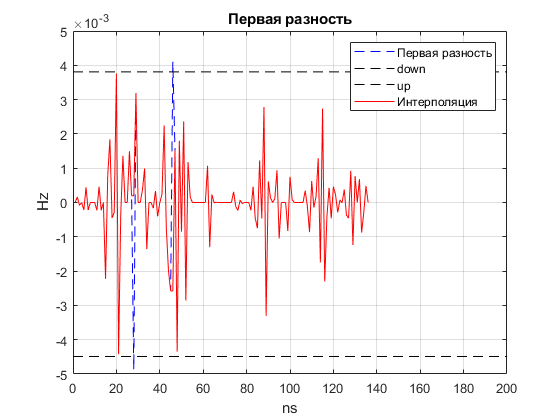 Первая разность
×10⁻³
5
4
3
2
1
0
-1
-2
-3
-4
-5
Hz
0 20 40 60 80 100 120 140 160 180 200
ns
Первая разность
down
up
Интерполяция